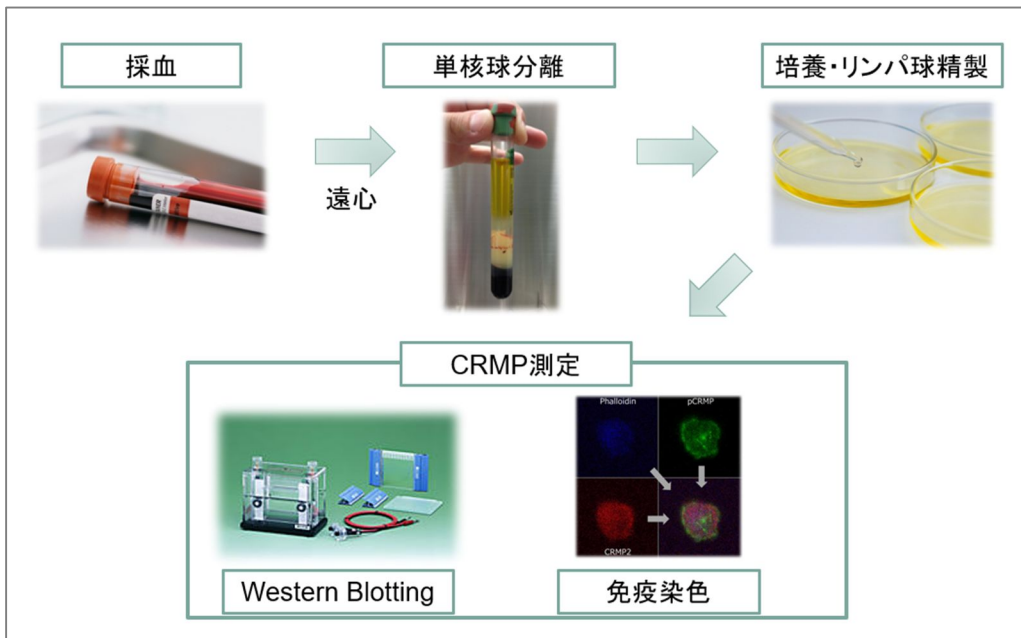 採血
単核球分離
培養・リンパ球精製
遠心
CRMP測定
Phalloidin
pCRMP
CRMP2
Western Blotting
免疫染色